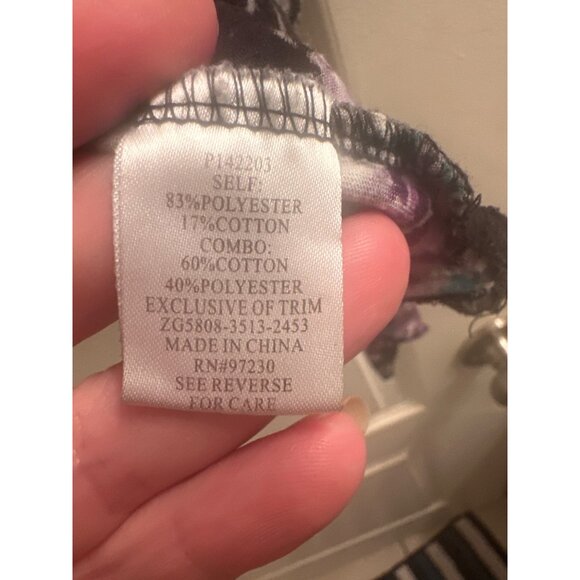 P142203
SELF:
83%POLYESTER
17%COTTON
COMBO:
60%COTTON
40%POLYESTER
EXCLUSIVE OF TRIM
ZG5808-3513-2453
MADE IN CHINA
RN#97230
SEE REVERSE
FOR CARE